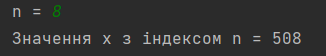 n = 8
Значення x з індексом n = 508